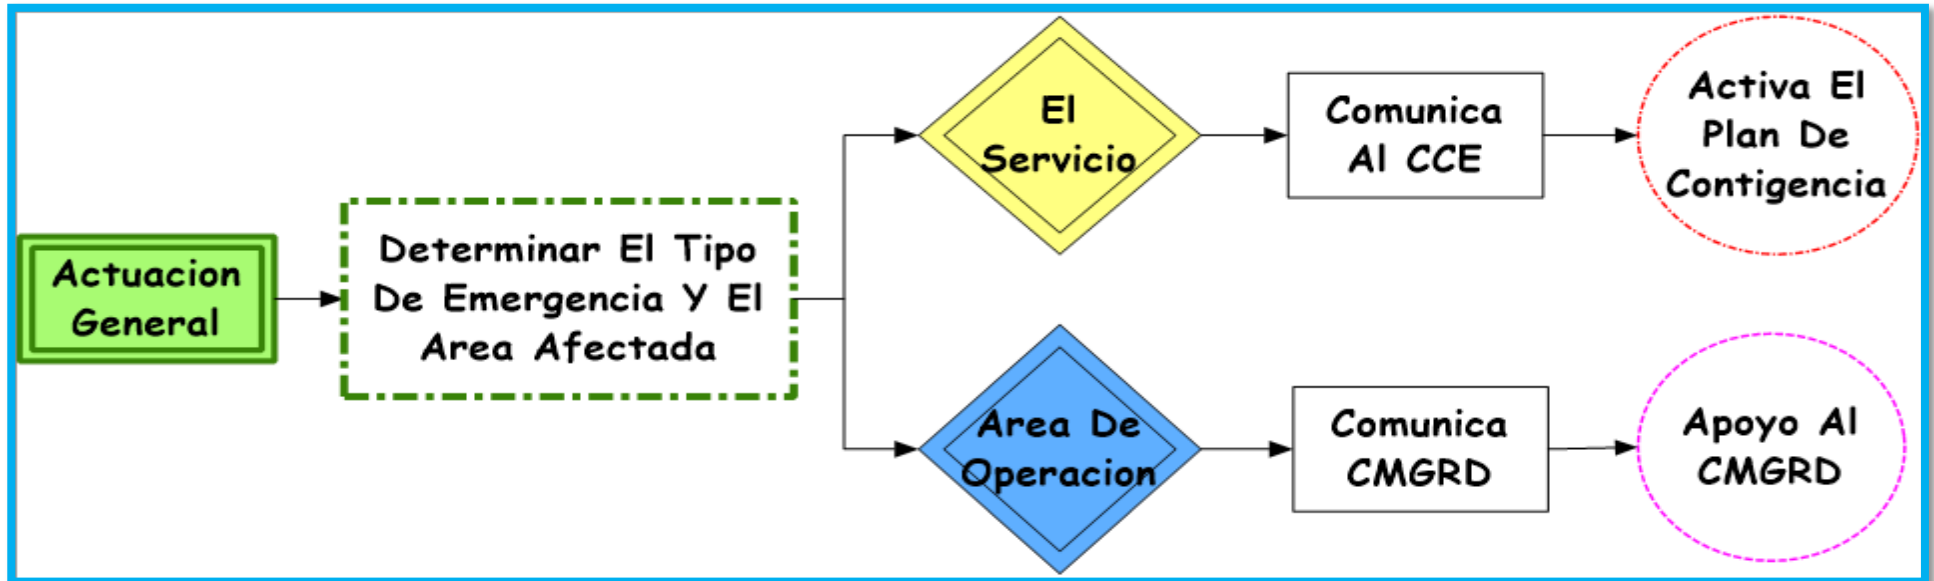 Actuacion
General
Determinar El Tipo
De Emergencia Y El
Area Afectada
El
Servicio
Comunica
Al CCE
Activa El
Plan De
Contigencia
Area De
Operacion
Comunica
CMGRD
Apoyo Al
CMGRD